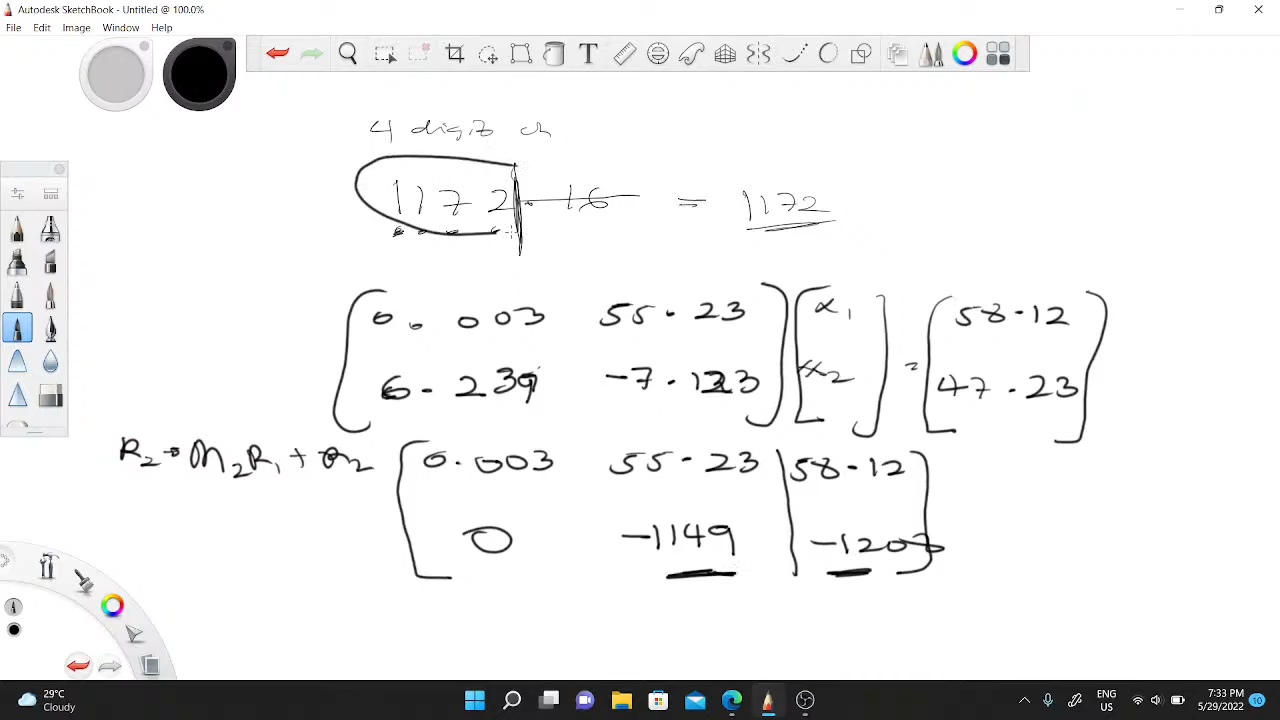 Autodesk SketchBook - Untitled @ 100.0%
File Edit Image Window Help
T
4 digit ch
1172.16 = 1172
0.003 55.23 x1 = 58.12
6.239 -7.123 x2 47.23
R2 → m2R1 + R2 0.003 55.23 58.12
0 -1149 -1203
29°C
Cloudy
ENG
US
7:33 PM
5/29/2022
10